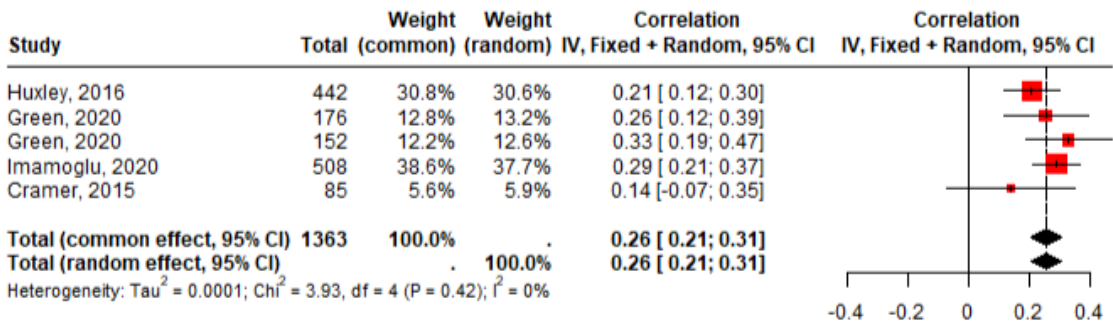 Weight Weight Correlation Correlation
Study Total (common) (random) IV, Fixed + Random, 95% CI IV, Fixed + Random, 95% CI
Huxley, 2016 442 30.8% 30.6% 0.21 [ 0.12; 0.30]
Green, 2020 176 12.8% 13.2% 0.26 [ 0.12; 0.39]
Green, 2020 152 12.2% 12.6% 0.33 [ 0.19; 0.47]
Imamoglu, 2020 508 38.6% 37.7% 0.29 [ 0.21; 0.37]
Cramer, 2015 85 5.6% 5.9% 0.14 [-0.07; 0.35]
Total (common effect, 95% CI) 1363 100.0% . 0.26 [ 0.21; 0.31]
Total (random effect, 95% CI) . 100.0% 0.26 [ 0.21; 0.31]
Heterogeneity: Tau² = 0.0001; Chi² = 3.93, df = 4 (P = 0.42); I² = 0%
-0.4 -0.2 0 0.2 0.4